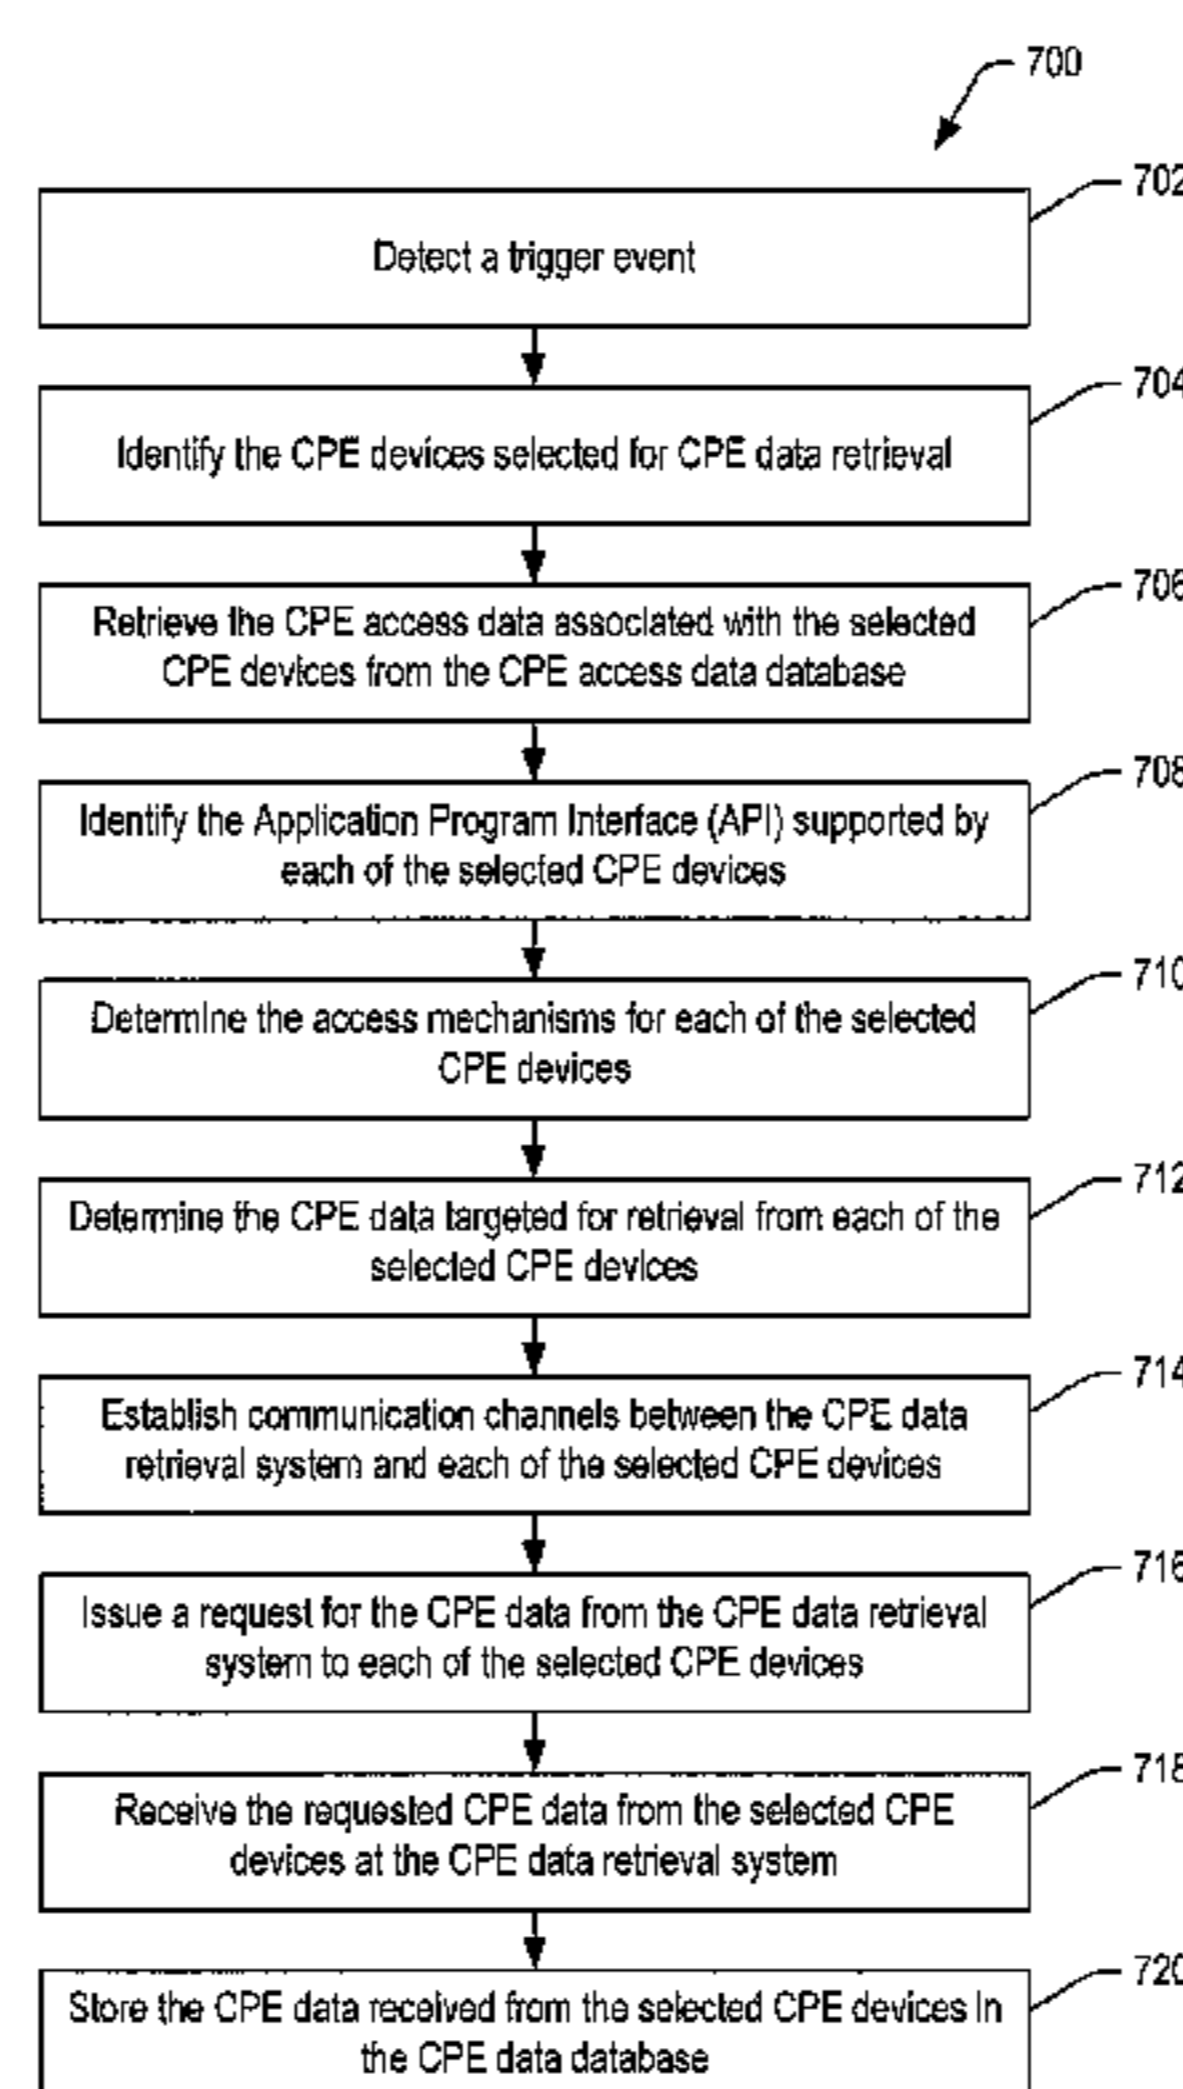 700
702
Detect a trigger event
704
Identify the CPE devices selected for CPE data retrieval
706
Retrieve the CPE access data associated with the selected
CPE devices from the CPE access data database
708
Identify the Application Program Interface (API) supported by
each of the selected CPE devices
710
Determine the access mechanisms for each of the selected
CPE devices
712
Determine the CPE data targeted for retrieval from each of the
selected CPE devices
714
Establish communication channels between the CPE data
retrieval system and each of the selected CPE devices
716
Issue a request for the CPE data from the CPE data retrieval
system to each of the selected CPE devices
718
Receive the requested CPE data from the selected CPE
devices at the CPE data retrieval system
720
Store the CPE data received from the selected CPE devices in
the CPE data database